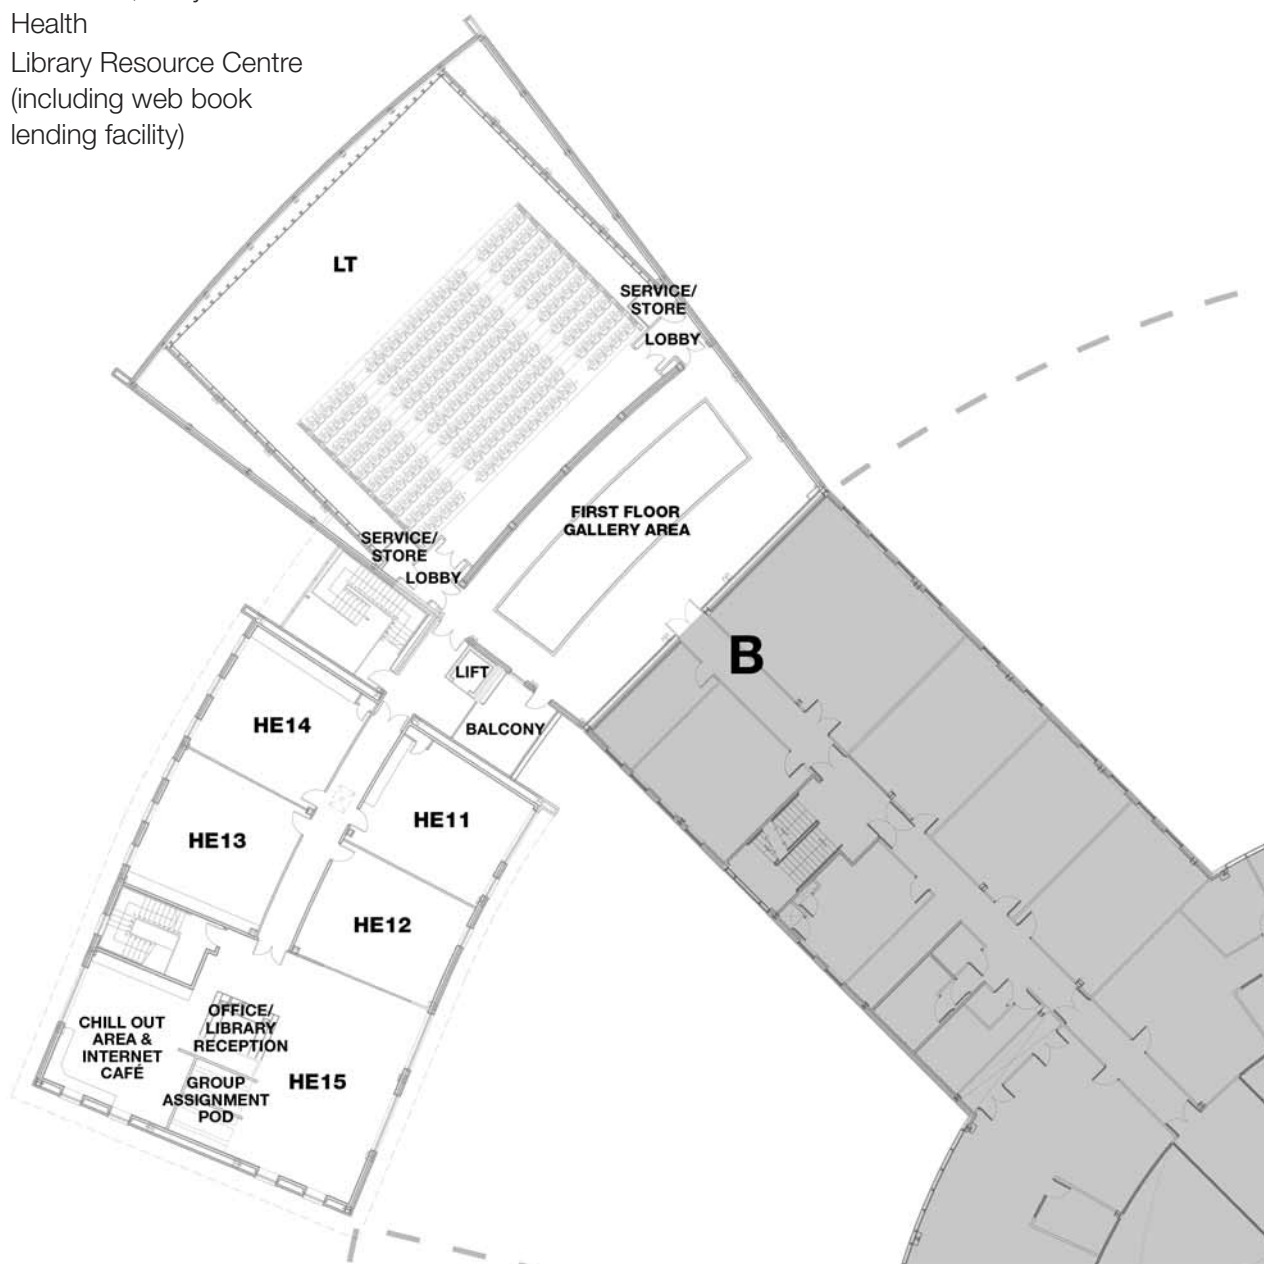 Health
Library Resource Centre
(including web book
lending facility)
LT
SERVICE/
STORE
LOBBY
FIRST FLOOR
GALLERY AREA
SERVICE/
STORE
LOBBY
B
LIFT
BALCONY
HE14
HE11
HE13
HE12
OFFICE/
LIBRARY
RECEPTION
CHILL OUT
AREA &
INTERNET
CAFÉ
HE15
GROUP
ASSIGNMENT
POD